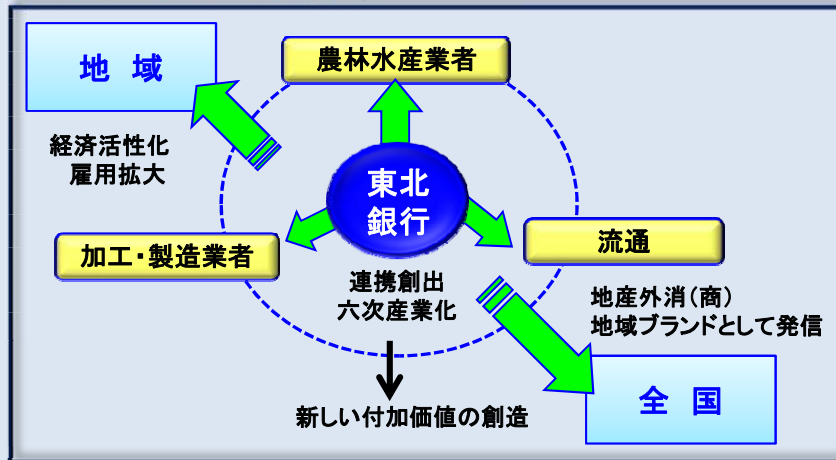 地 域
農林水産業者
経済活性化
雇用拡大
東北
銀行
加工・製造業者
流通
連携創出
六次産業化
地産外消(商)
地域ブランドとして発信
全 国
新しい付加価値の創造